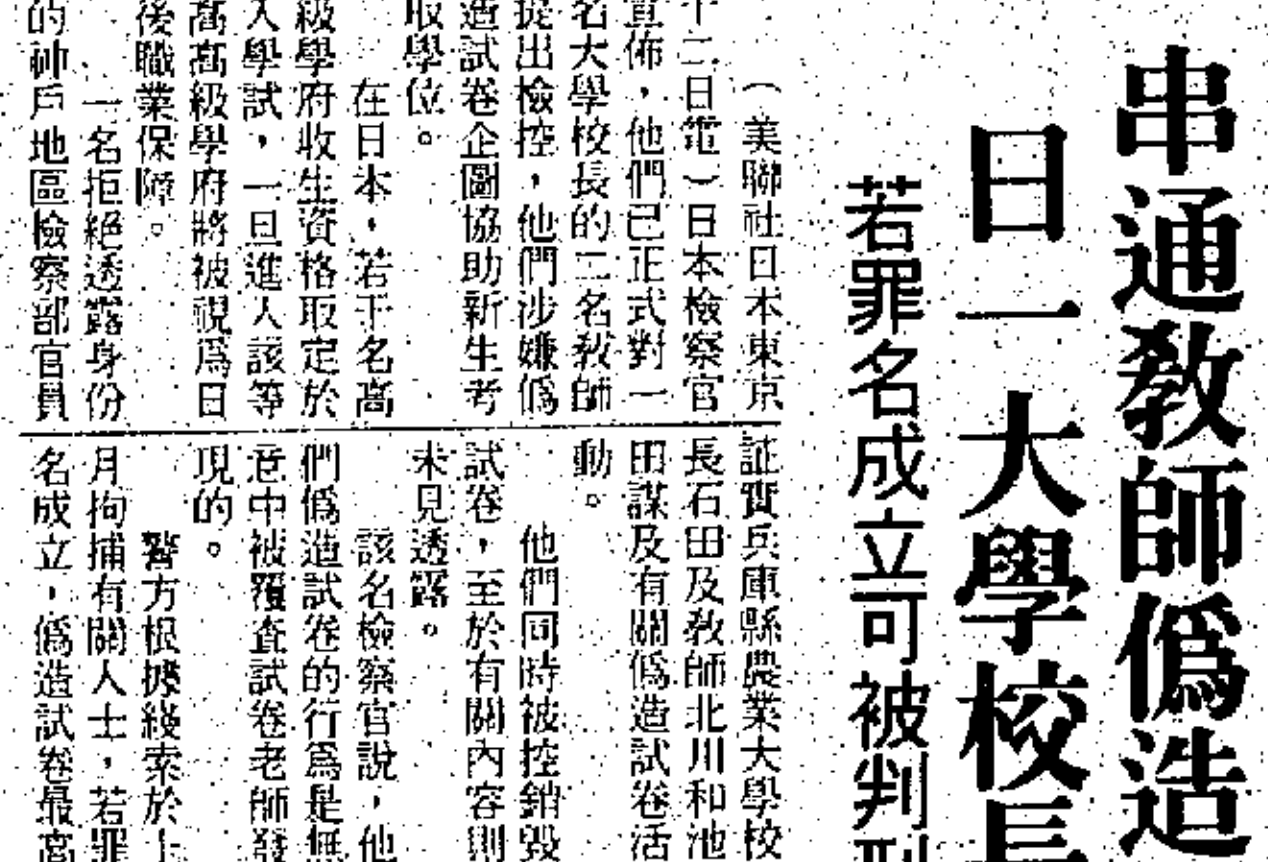 串通敎師僞造
日一大學校長
若罪名成立可被判刑
（美聯社日本東京
十二日電）日本檢察官
宣佈，他們已正式對一
名大學校長的二名敎師
提出檢控，他們涉嫌僞
造試卷企圖協助新生考
取學位。
在日本，若干名高
級學府收生資格取定於
入學試，一旦進入該等
高高級學府將被視爲日
後職業保障。
一名拒絕透露身份
的神戶地區檢察部官員
証實兵庫縣農業大學校
長石田及敎師北川和池
田謀及有關僞造試卷活
動。
他們同時被控銷毀
試卷，至於有關內容則
未見透露。
該名檢察官說，他
們僞造試卷的行爲是無
意中被覆查試卷老師發
現的。
警方根據綫索於上
月拘捕有關人士，若罪
名成立，僞造試卷最高